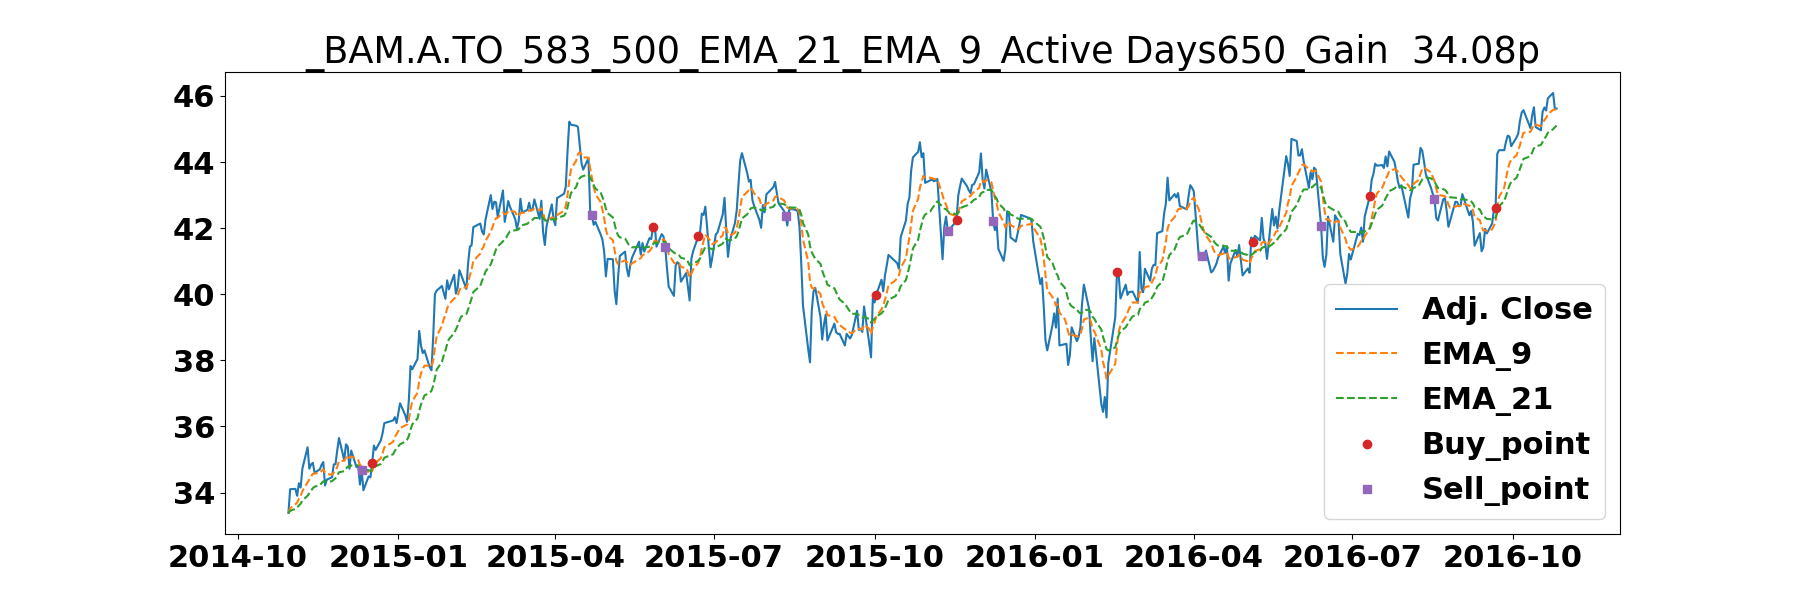 _BAM.A.TO_583_500_EMA_21_EMA_9_Active Days650_Gain  34.08p
46
44
42
40
38
36
34
Adj. Close
EMA_9
EMA_21
Buy_point
Sell_point
2014-10 2015-01 2015-04 2015-07 2015-10 2016-01 2016-04 2016-07 2016-10